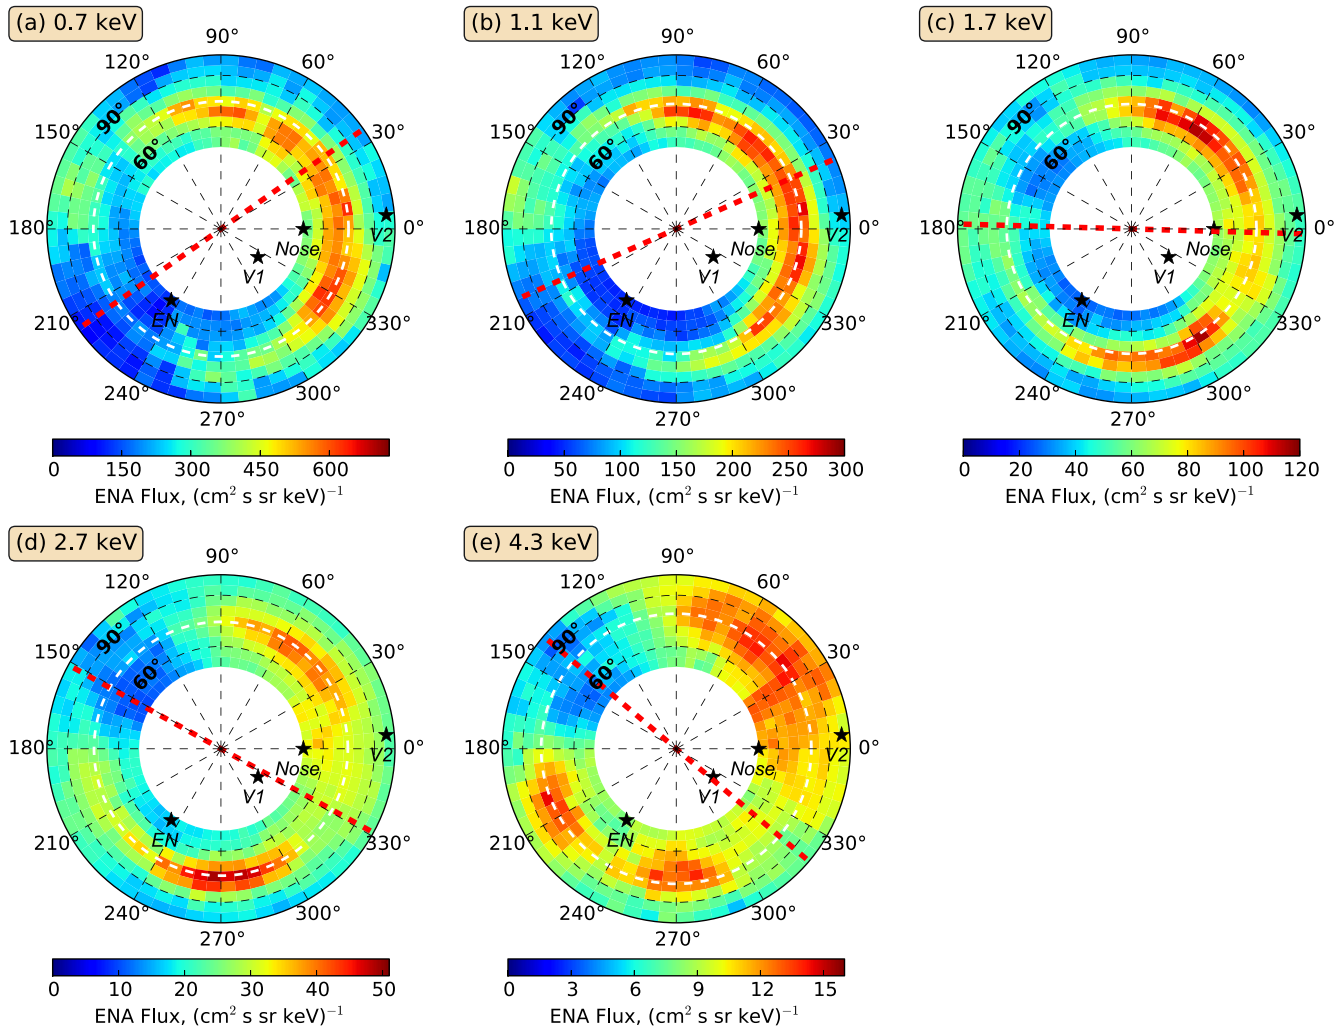 (a) 0.7 keV
90°
120°
60°
150°
30°
90°
60°
180°
0°
V2
Nose
V1
EN
210°
330°
240°
300°
270°
0 150 300 450 600
ENA Flux, (cm² s sr keV)⁻¹
(b) 1.1 keV
90°
120°
60°
150°
30°
90°
60°
180°
0°
V2
Nose
V1
EN
210°
330°
240°
300°
270°
0 50 100 150 200 250 300
ENA Flux, (cm² s sr keV)⁻¹
(c) 1.7 keV
90°
120°
60°
150°
30°
90°
60°
180°
0°
V2
Nose
V1
EN
210°
330°
240°
300°
270°
0 20 40 60 80 100 120
ENA Flux, (cm² s sr keV)⁻¹
(d) 2.7 keV
90°
120°
60°
150°
30°
90°
60°
180°
0°
V2
Nose
V1
EN
210°
330°
240°
300°
270°
0 10 20 30 40 50
ENA Flux, (cm² s sr keV)⁻¹
(e) 4.3 keV
90°
120°
60°
150°
30°
90°
60°
180°
0°
V2
Nose
V1
EN
210°
330°
240°
300°
270°
0 3 6 9 12 15
ENA Flux, (cm² s sr keV)⁻¹